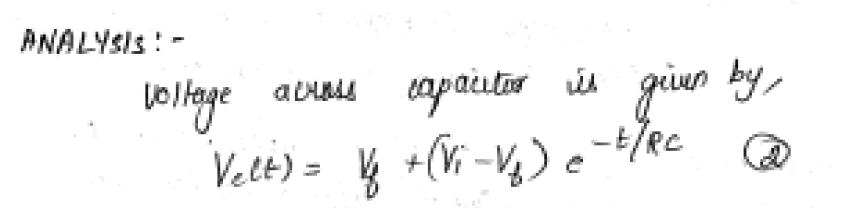 ANALYSIS:-
Voltage across capacitor is given by,
Vc(t) = Vf + (Vi - Vf) e^-t/RC ②